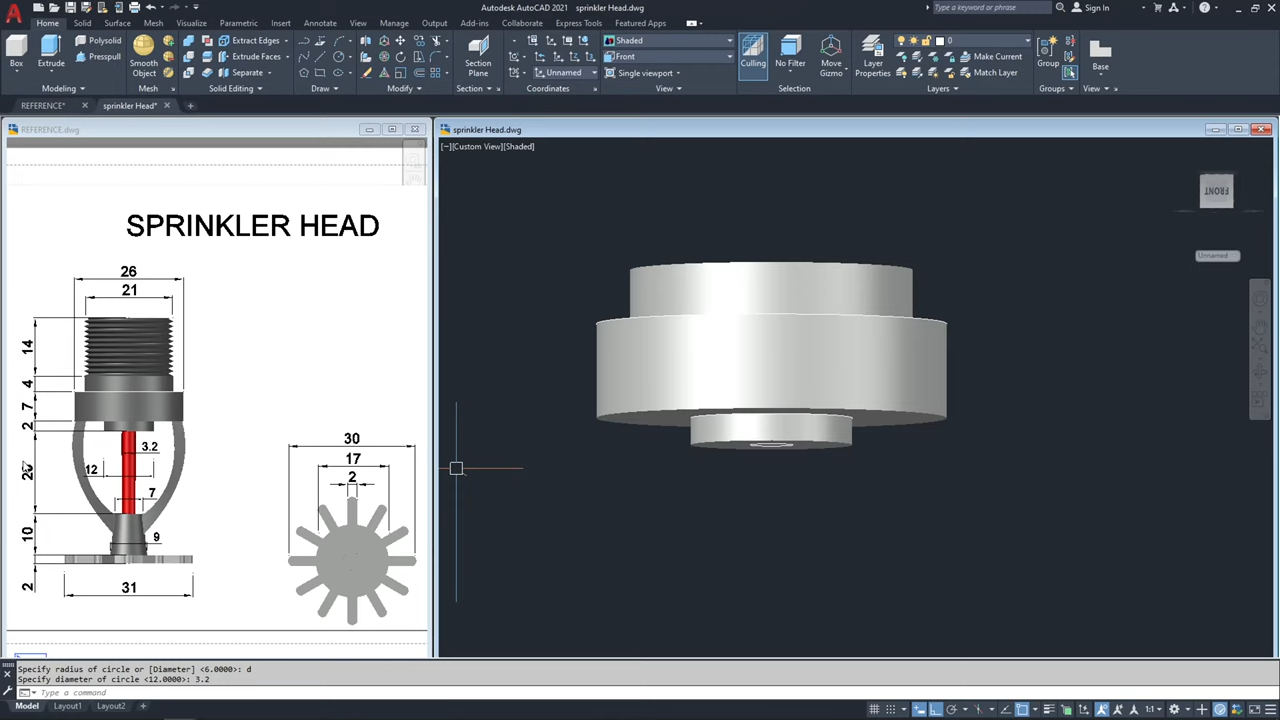 Autodesk AutoCAD 2021 sprinkler Head.dwg
Type a keyword or phrase
Sign In
Home Solid Surface Mesh Visualize Parametric Insert Annotate View Manage Output Add-ins Collaborate Express Tools Featured Apps
Box
Extrude
Polysolid
Presspull
Smooth
Object
Extract Edges
Extrude Faces
Separate
Section
Plane
Unnamed
Shaded
Front
Single viewport
Culling
No Filter
Move
Gizmo
Layer
Properties
0
Make Current
Match Layer
Group
Base
Modeling Mesh Solid Editing Draw Modify Section Coordinates View Selection Layers Groups View
REFERENCE* sprinkler Head*
REFERENCE.dwg
sprinkler Head.dwg
[−][Custom View][Shaded]
FRONT
Unnamed
SPRINKLER HEAD
26
21
14
4
7
2
3.2
12
7
10
9
2
31
30
17
2
Specify radius of circle or [Diameter] <6.0000>: d
Specify diameter of circle <12.0000>: 3.2
Type a command
Model Layout1 Layout2
MODEL
1:1